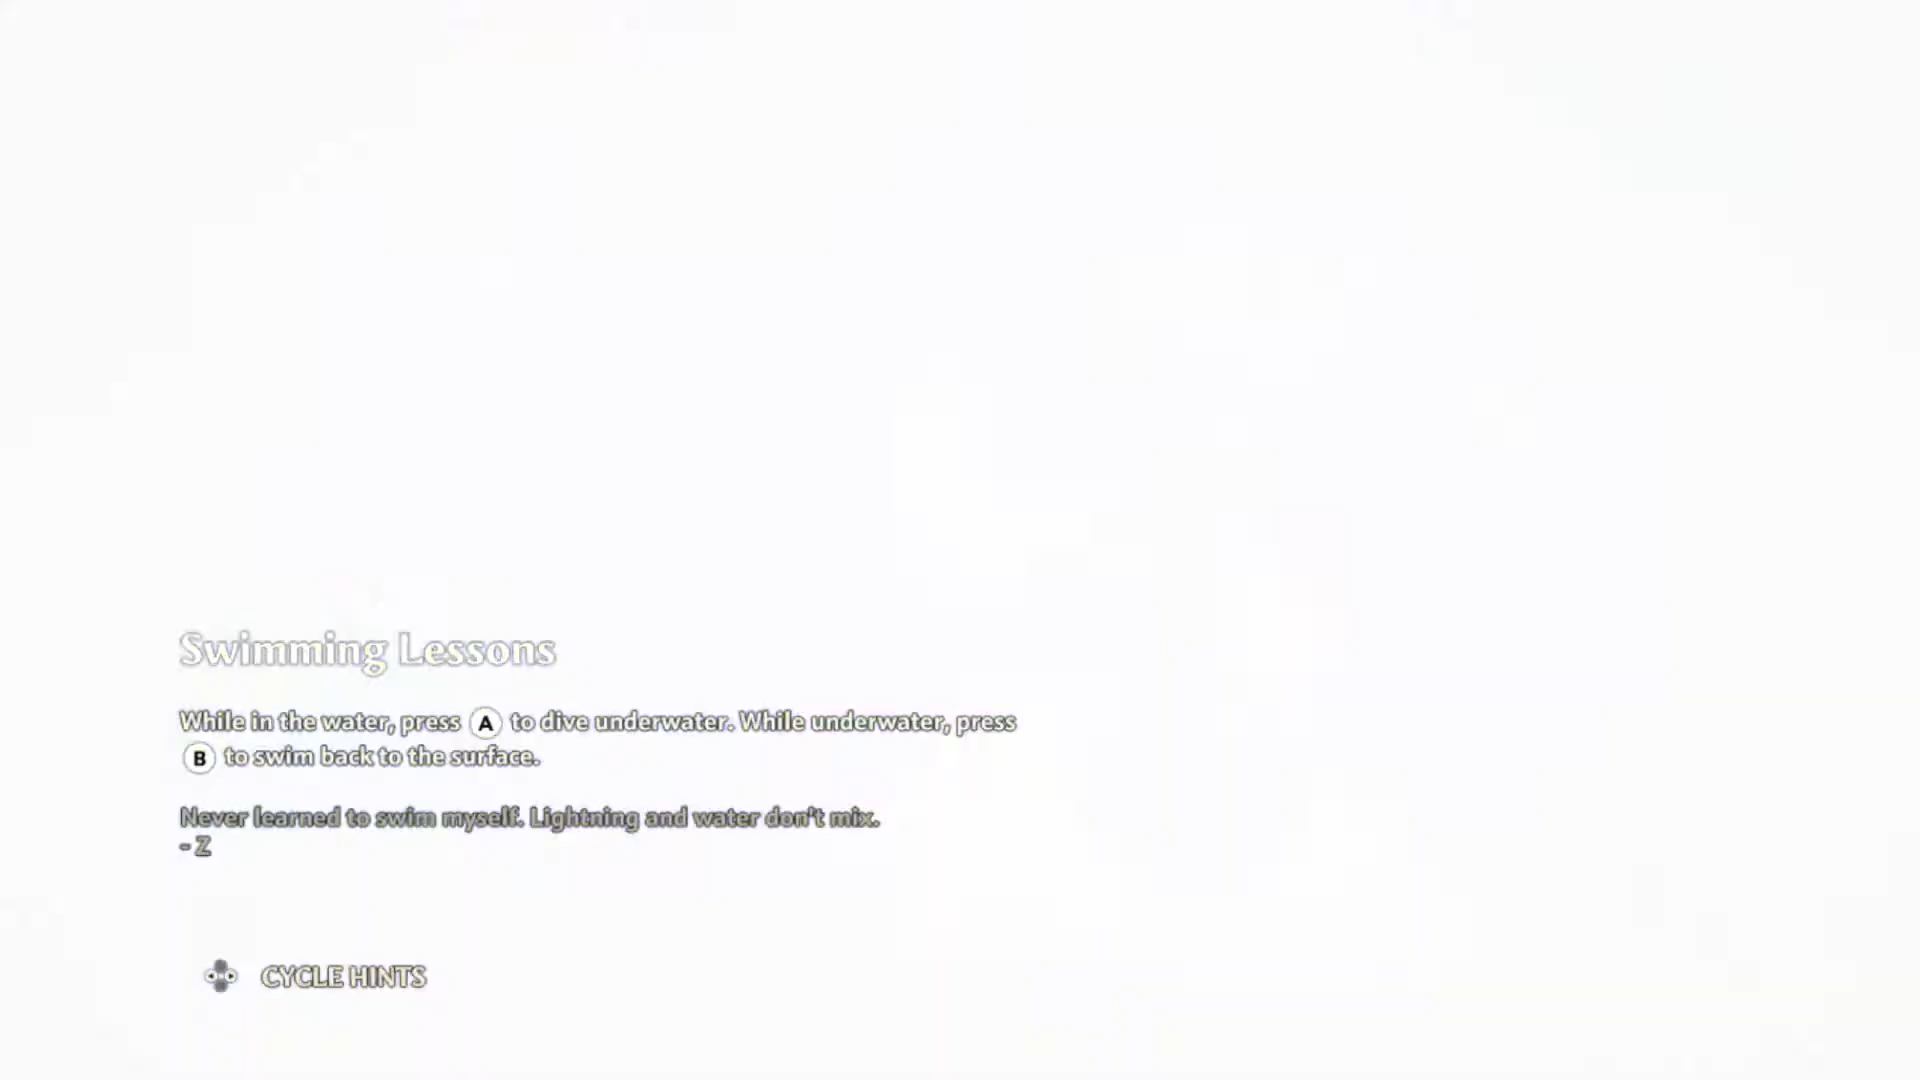 Swimming Lessons
While in the water, press A to dive underwater. While underwater, press
B to swim back to the surface.
Never learned to swim myself. Lightning and water don't mix.
- Z
CYCLE HINTS